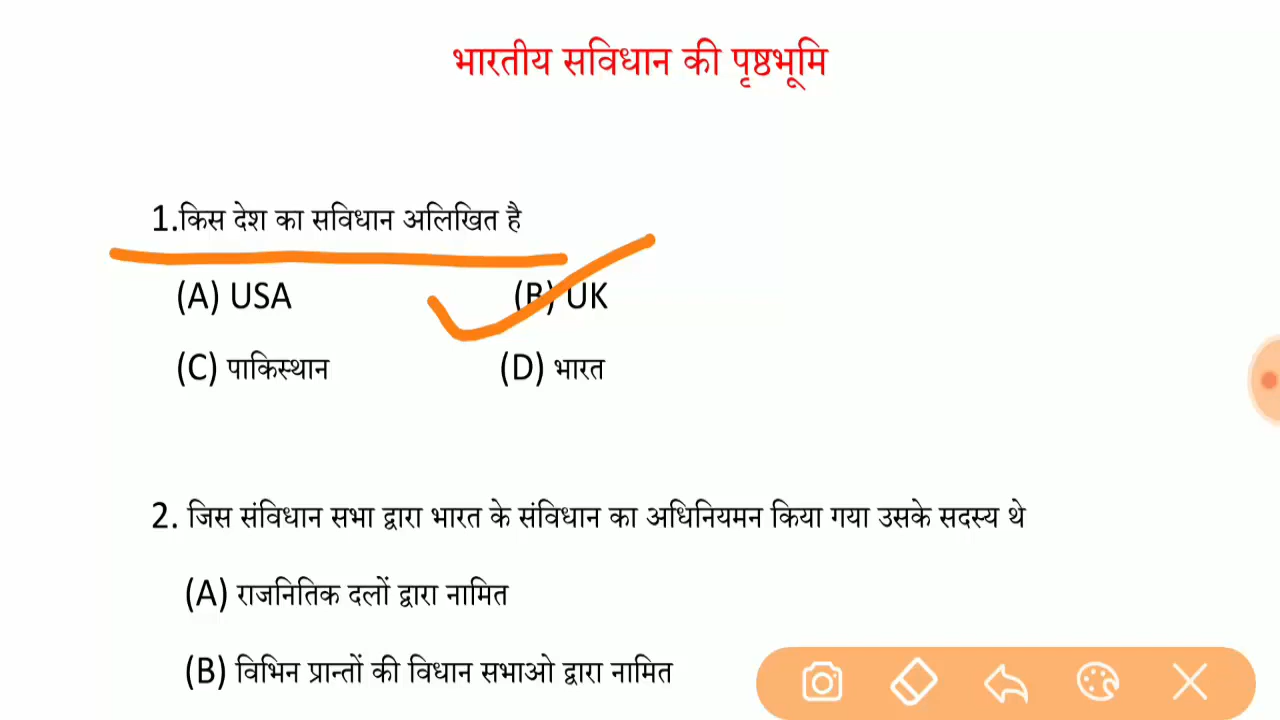 भारतीय सविधान की पृष्ठभूमि
1.किस देश का सविधान अलिखित है
(A) USA (B) UK
(C) पाकिस्थान (D) भारत
2. जिस संविधान सभा द्वारा भारत के संविधान का अधिनियमन किया गया उसके सदस्य थे
(A) राजनितिक दलों द्वारा नामित
(B) विभिन प्रान्तों की विधान सभाओ द्वारा नामित